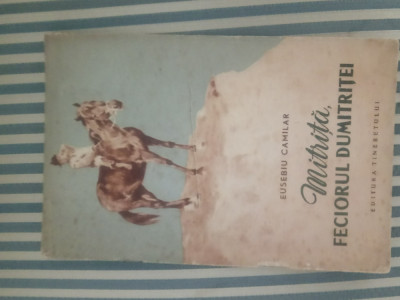 EUSEBIU CAMILAR
Mitriță,
FECIORUL DUMITRIȚEI
EDITURA TINERETULUI